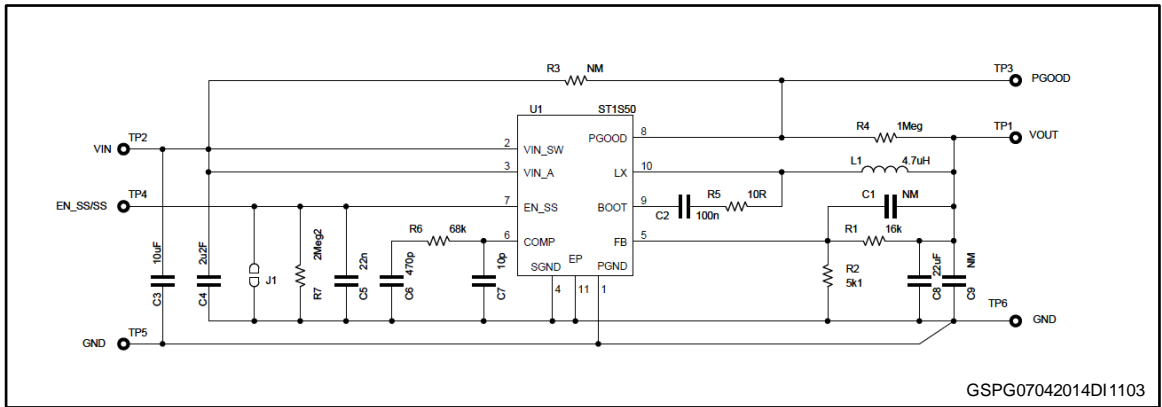 R3 NM
TP3
PGOOD
U1 ST1S50
TP2
VIN
2 VIN_SW
PGOOD 8
R4 1Meg
TP1
VOUT
3 VIN_A
LX 10
L1 4.7uH
TP4
EN_SS/SS
7 EN_SS
BOOT 9
C2 100n
R5 10R
C1 NM
R6 68k
6 COMP
FB 5
R1 16k
SGND EP PGND
4 11 1
10uF
C3
2u2F
C4
J1
2Meg2
R7
22n
C5
470p
C6
10p
C7
R2
5k1
22uF
C8
NM
C9
TP6
GND
TP5
GND
GSPG07042014DI1103